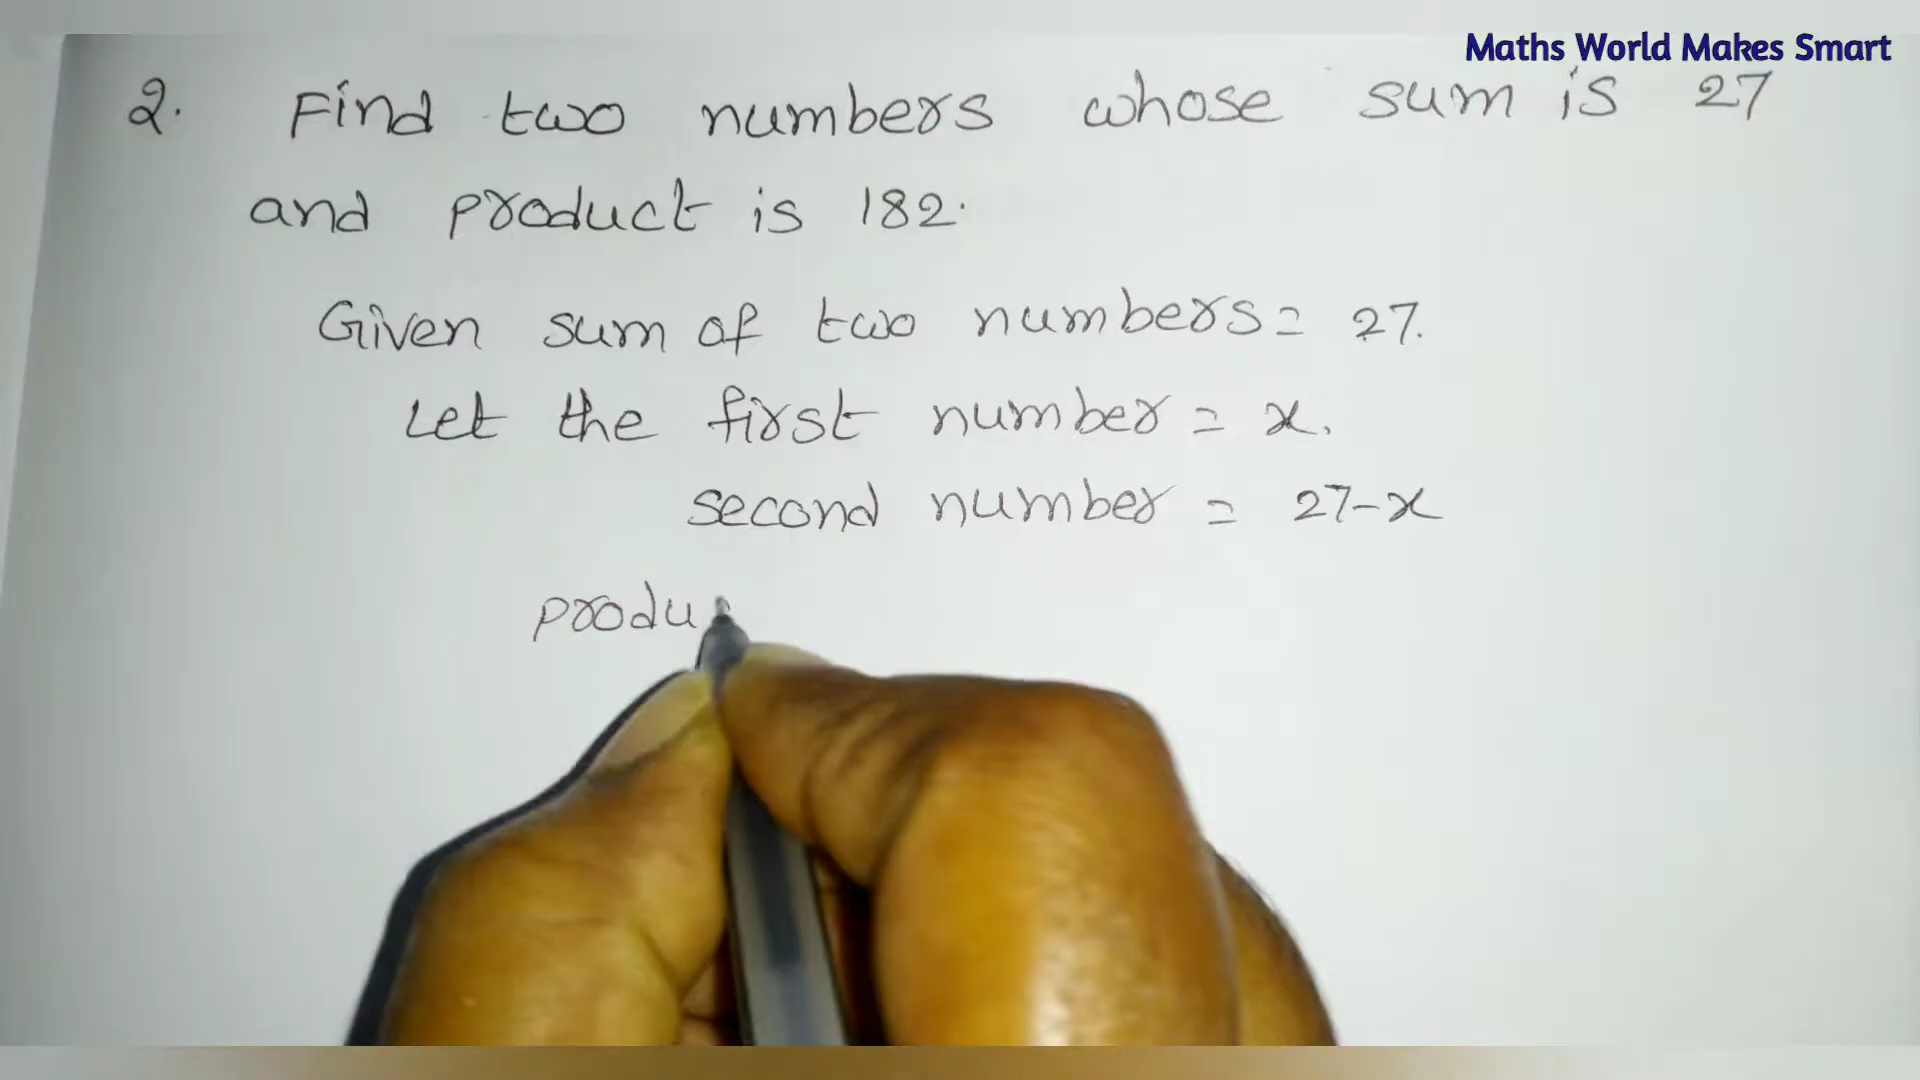 Maths World Makes Smart
2. Find two numbers whose sum is 27
and product is 182.
Given sum of two numbers = 27.
Let the first number = x.
second number = 27-x
produ